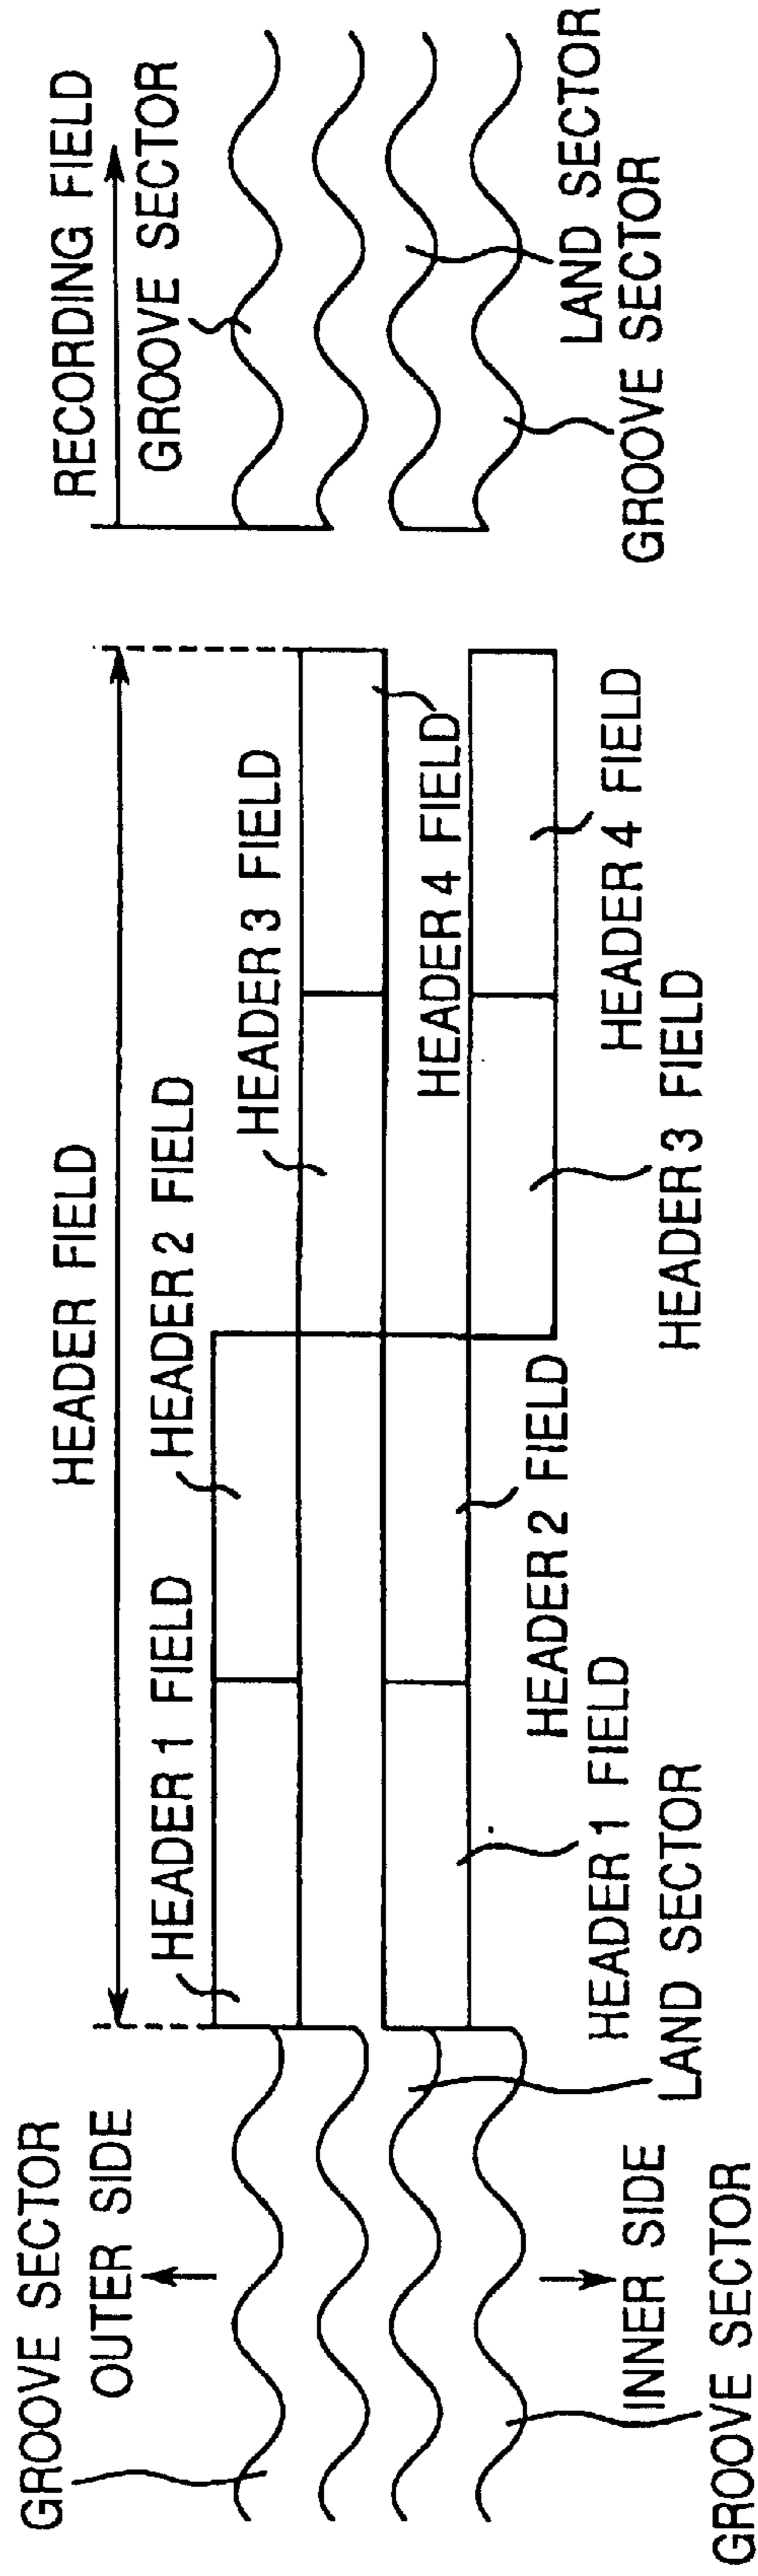 GROOVE SECTOR
OUTER SIDE
INNER SIDE
GROOVE SECTOR
LAND SECTOR
HEADER FIELD
HEADER 1 FIELD
HEADER 2 FIELD
HEADER 3 FIELD
HEADER 4 FIELD
HEADER 1 FIELD
HEADER 2 FIELD
HEADER 3 FIELD
HEADER 4 FIELD
RECORDING FIELD
GROOVE SECTOR
LAND SECTOR
GROOVE SECTOR